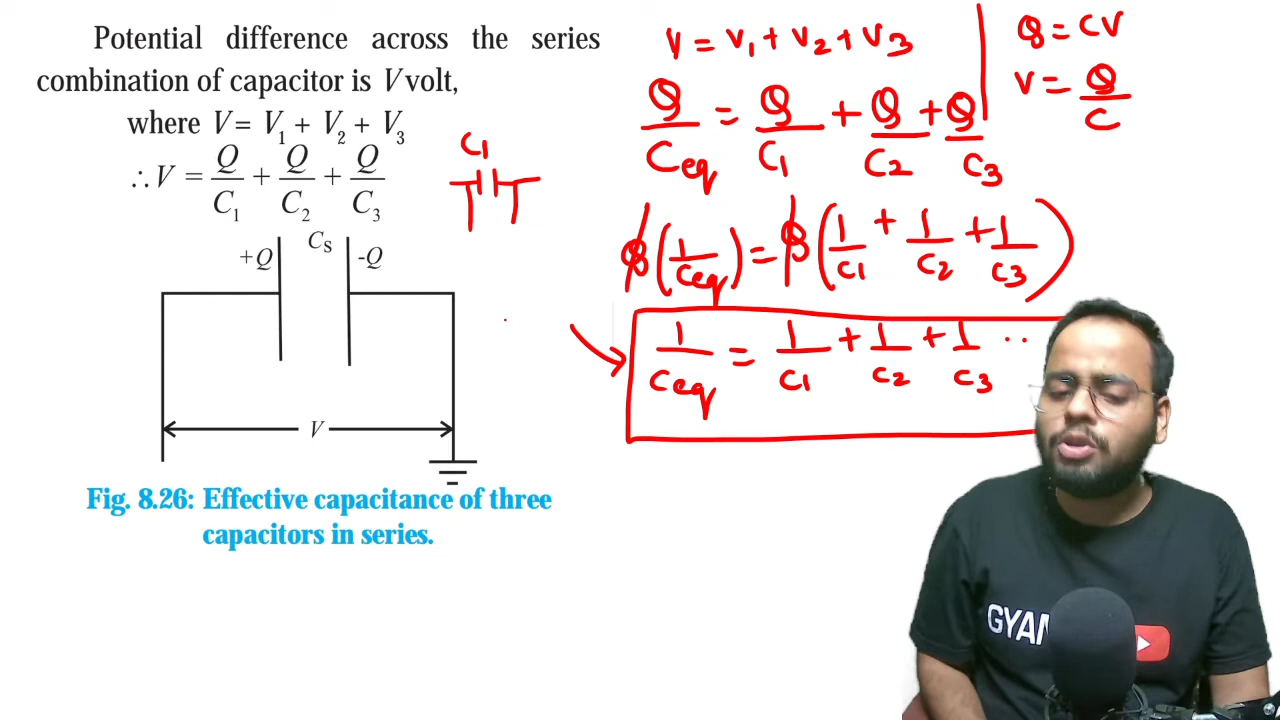 Potential difference across the series
combination of capacitor is V volt,
where V = V₁ + V₂ + V₃
∴ V = Q/C₁ + Q/C₂ + Q/C₃
C1
+Q
Cs
-Q
V
Fig. 8.26: Effective capacitance of three
capacitors in series.
V = V1 + V2 + V3
Q/Ceq = Q/C1 + Q/C2 + Q/C3
Q(1/Ceq) = Q(1/C1 + 1/C2 + 1/C3)
1/Ceq = 1/C1 + 1/C2 + 1/C3 ..
Q = CV
V = Q/C
GYAN